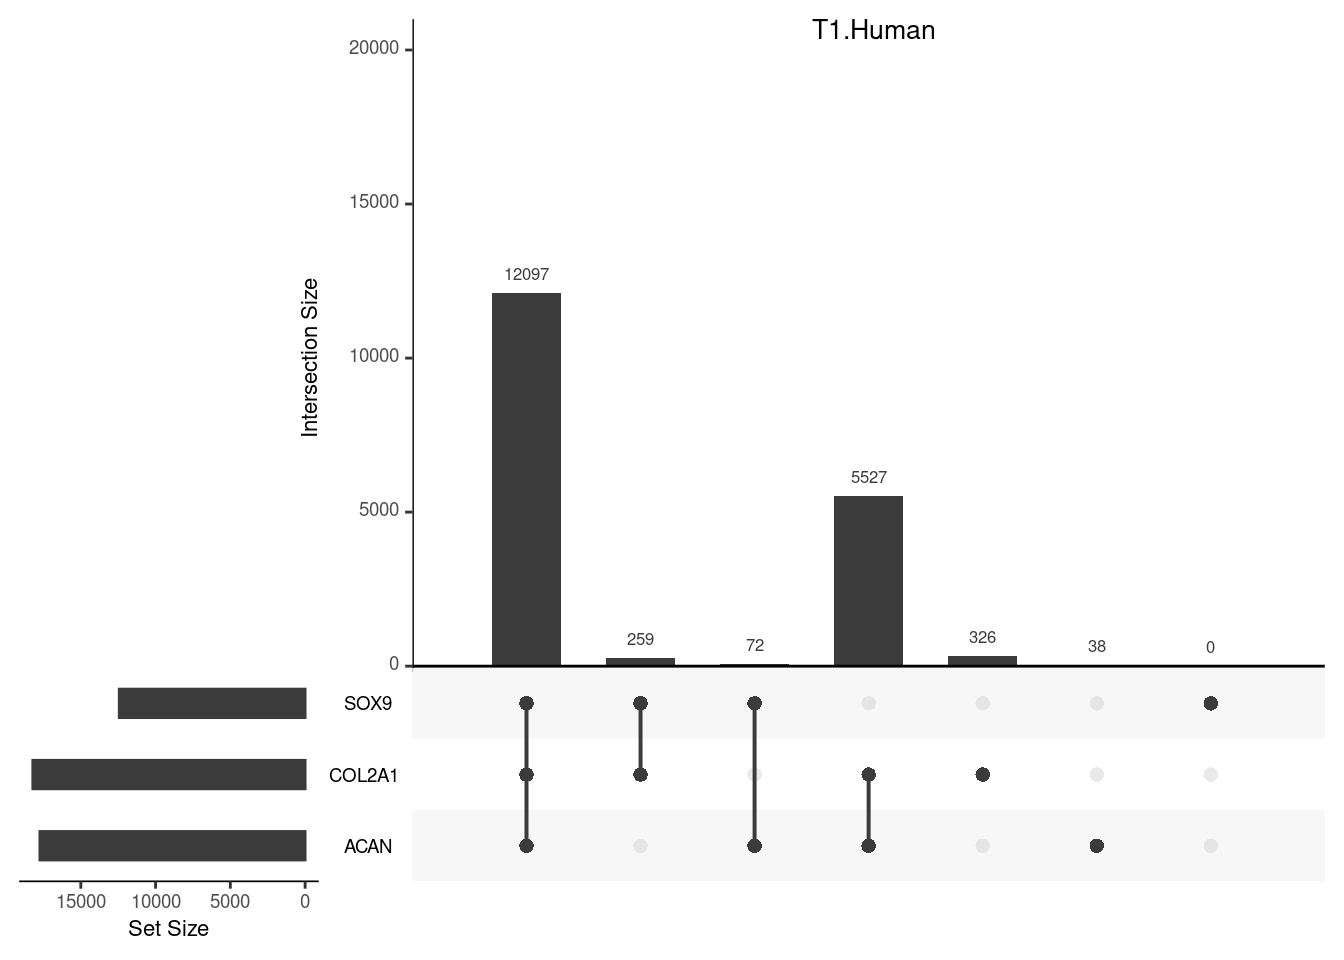 T1.Human
20000
15000
10000
5000
0
Intersection Size
12097
259
72
5527
326
38
0
SOX9
COL2A1
ACAN
15000 10000 5000 0
Set Size